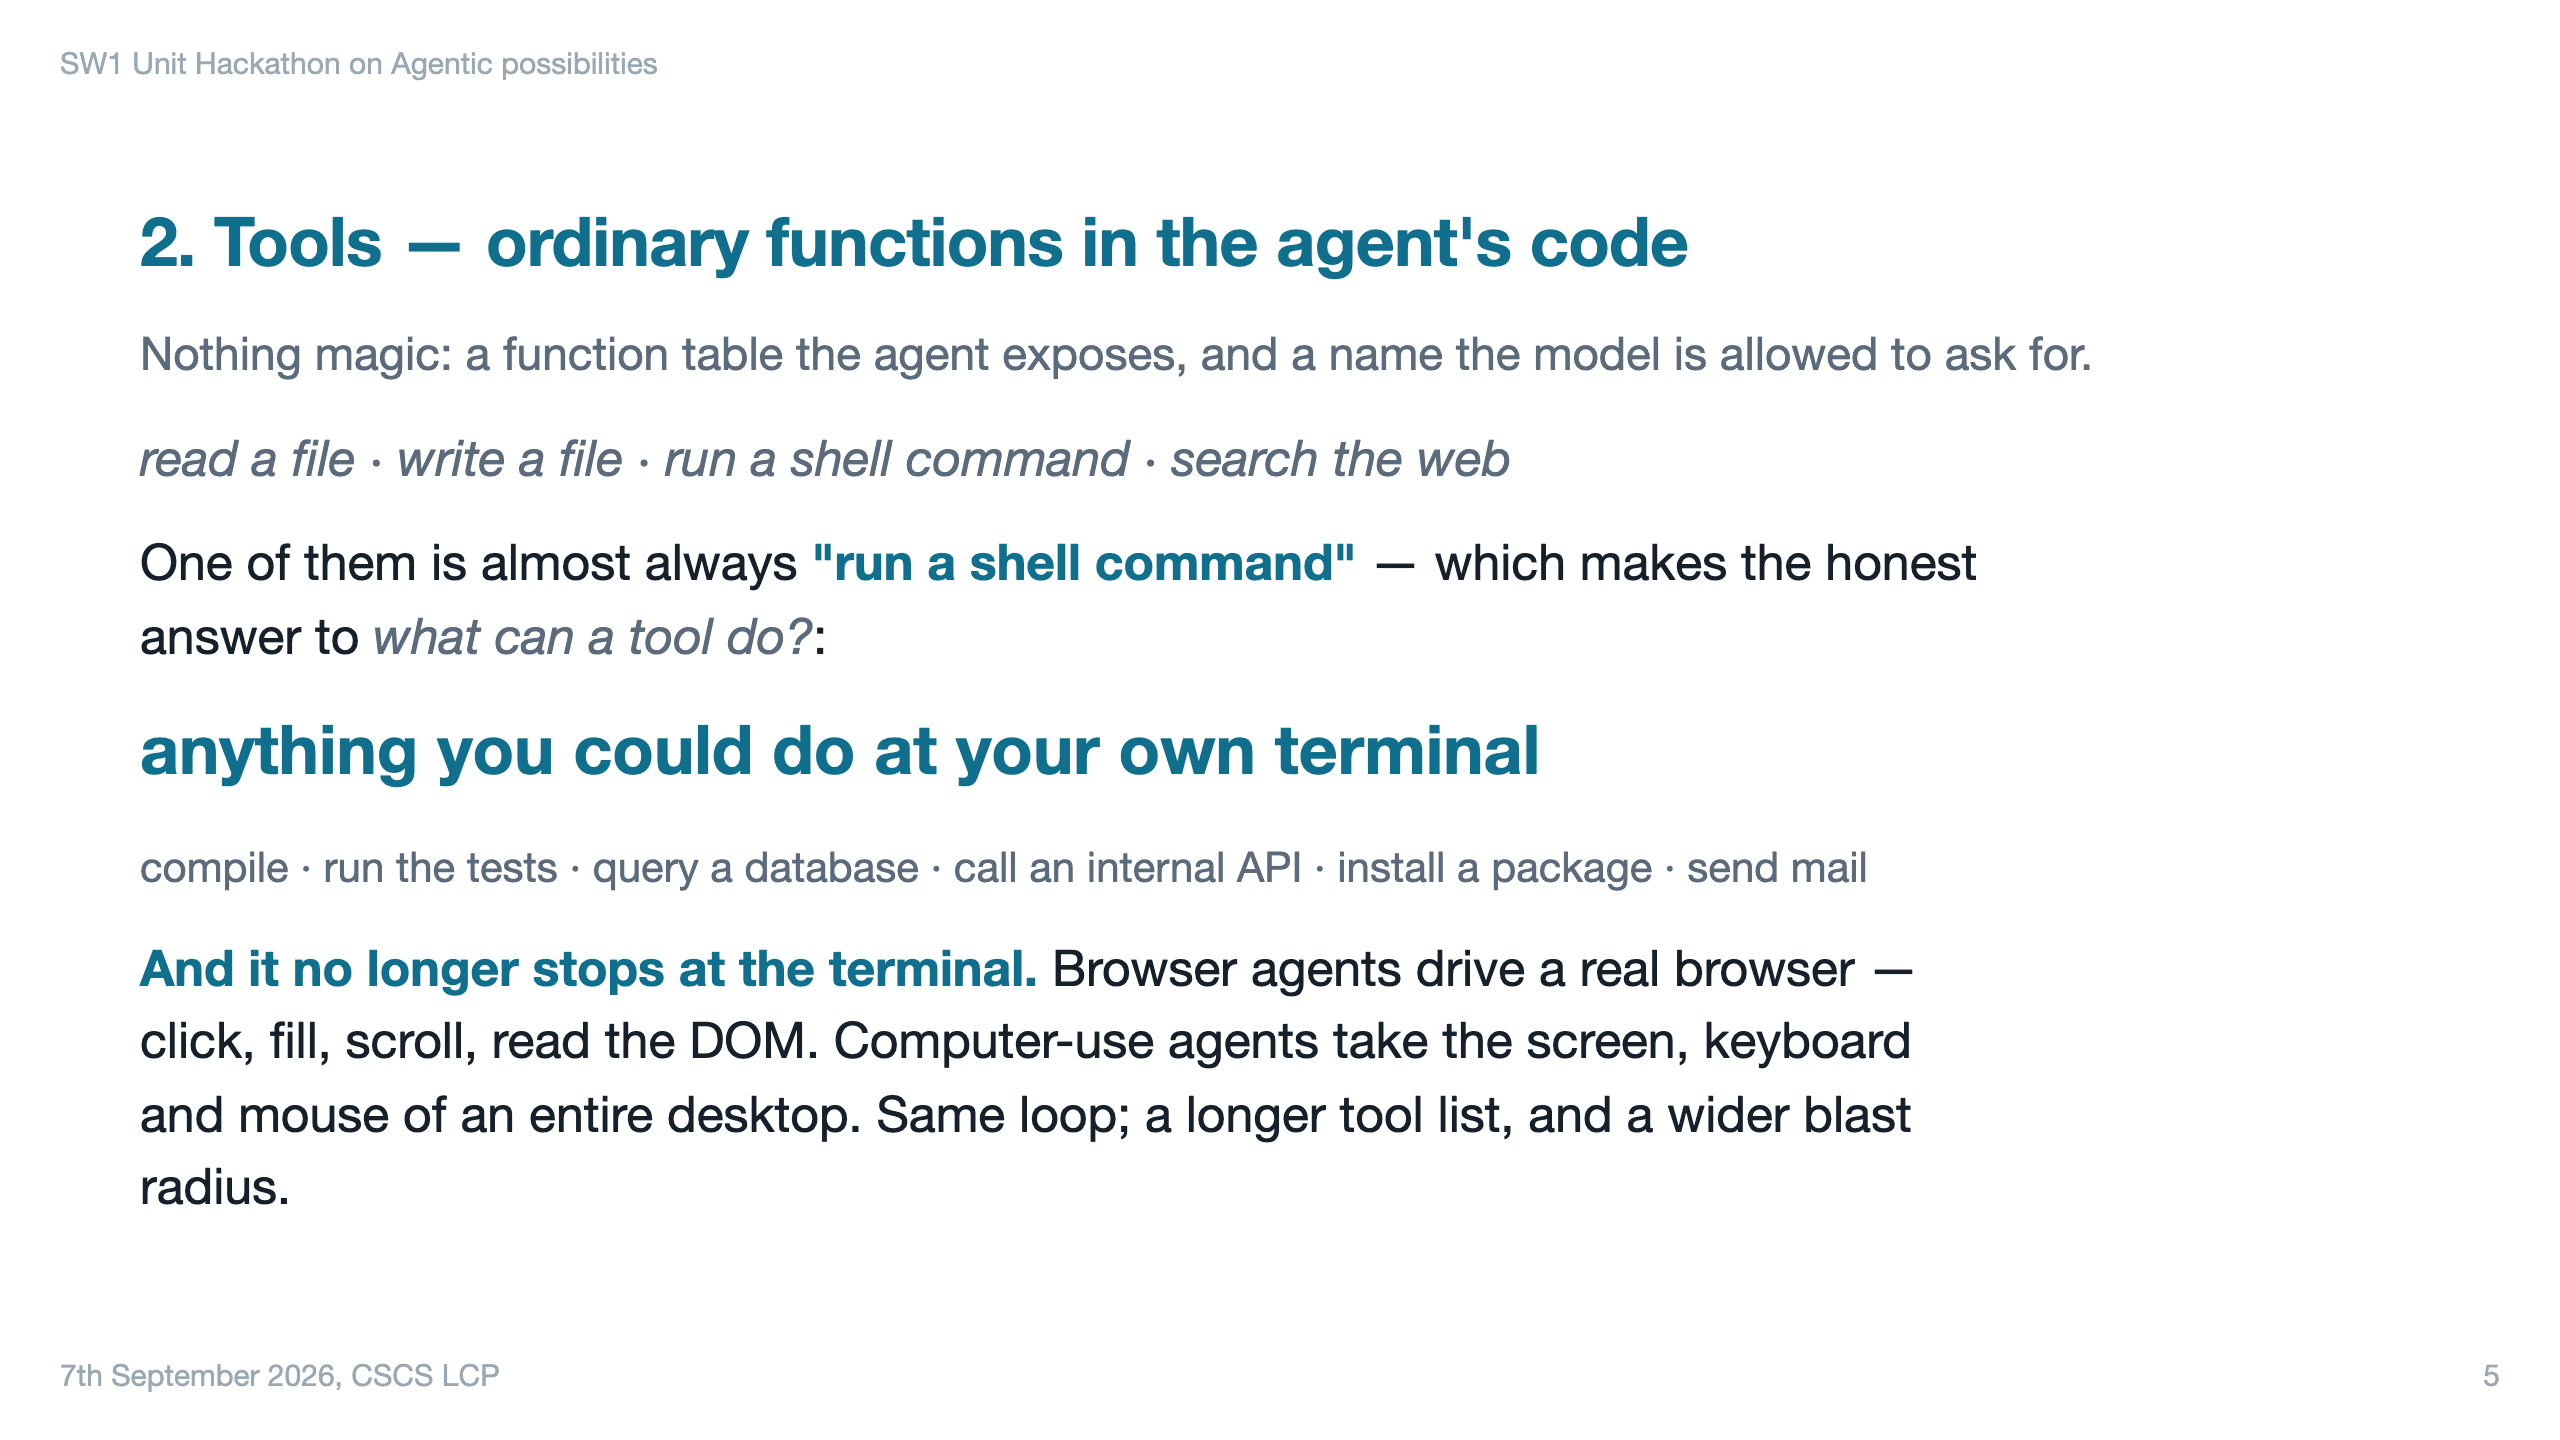 SW1 Unit Hackathon on Agentic possibilities
2. Tools — ordinary functions in the agent's code
Nothing magic: a function table the agent exposes, and a name the model is allowed to ask for.
read a file · write a file · run a shell command · search the web
One of them is almost always "run a shell command" — which makes the honest
answer to what can a tool do?:
anything you could do at your own terminal
compile · run the tests · query a database · call an internal API · install a package · send mail
And it no longer stops at the terminal. Browser agents drive a real browser —
click, fill, scroll, read the DOM. Computer-use agents take the screen, keyboard
and mouse of an entire desktop. Same loop; a longer tool list, and a wider blast
radius.
7th September 2026, CSCS LCP
5